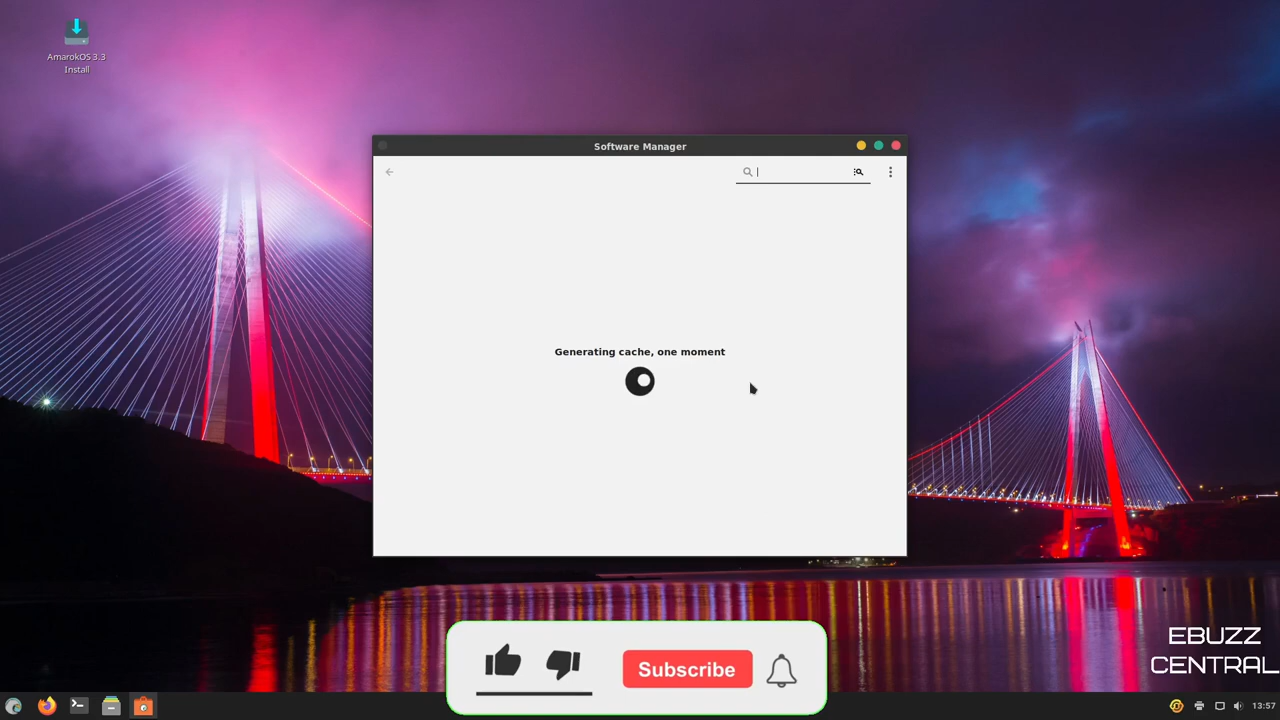 AmarokOS 3.3
Install
Software Manager
Generating cache, one moment
EBUZZ
CENTRAL
Subscribe
13:57